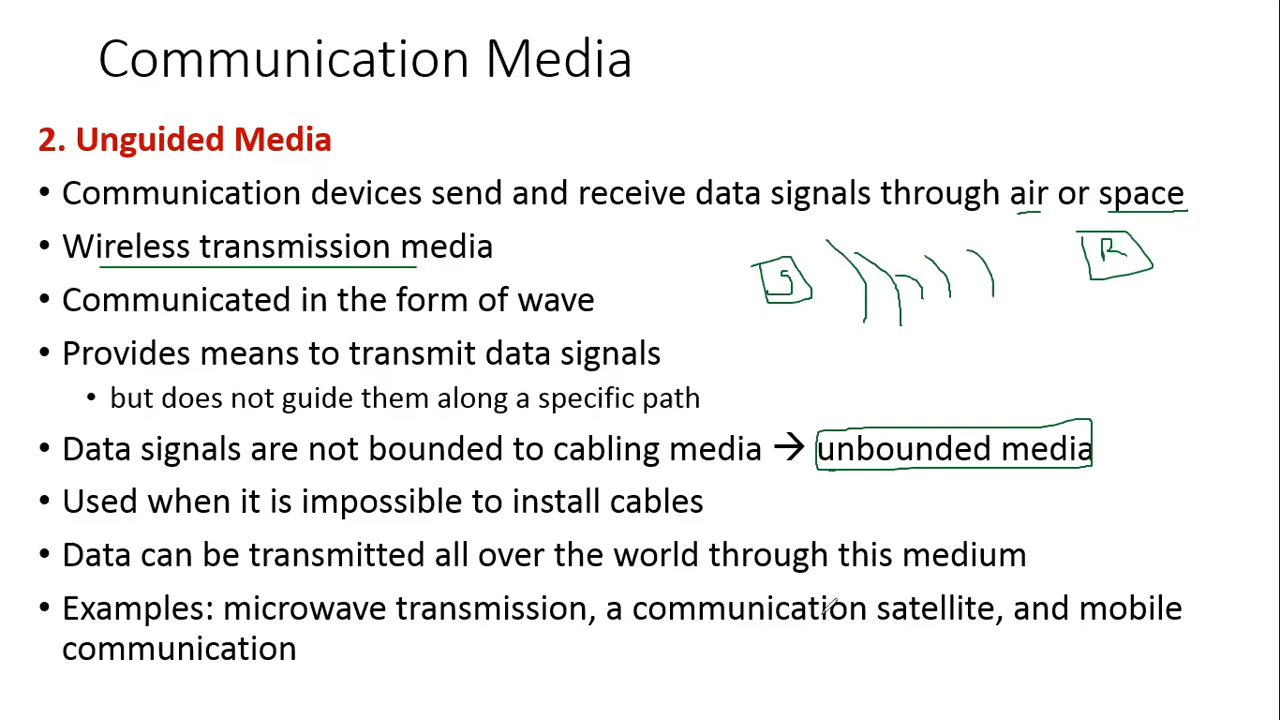 Communication Media
2. Unguided Media
• Communication devices send and receive data signals through air or space
• Wireless transmission media
S
R
• Communicated in the form of wave
• Provides means to transmit data signals
• but does not guide them along a specific path
• Data signals are not bounded to cabling media → unbounded media
• Used when it is impossible to install cables
• Data can be transmitted all over the world through this medium
• Examples: microwave transmission, a communication satellite, and mobile
communication